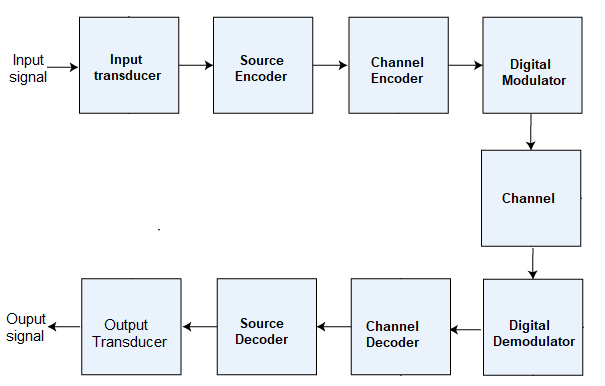 Input
signal
Input
transducer
Source
Encoder
Channel
Encoder
Digital
Modulator
Channel
Digital
Demodulator
Channel
Decoder
Source
Decoder
Output
Transducer
Ouput
signal